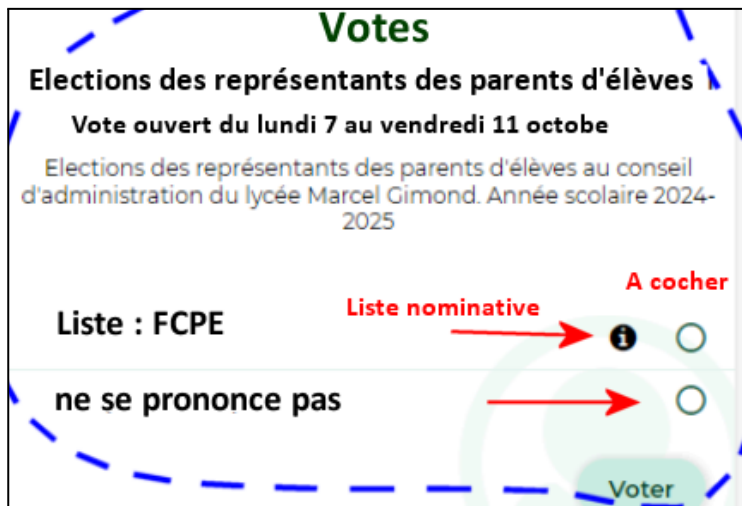 Votes
Elections des représentants des parents d'élèves
Vote ouvert du lundi 7 au vendredi 11 octobe
Elections des représentants des parents d'élèves au conseil
d'administration du lycée Marcel Gimond. Année scolaire 2024-
2025
A cocher
Liste : FCPE
Liste nominative
ne se prononce pas
Voter